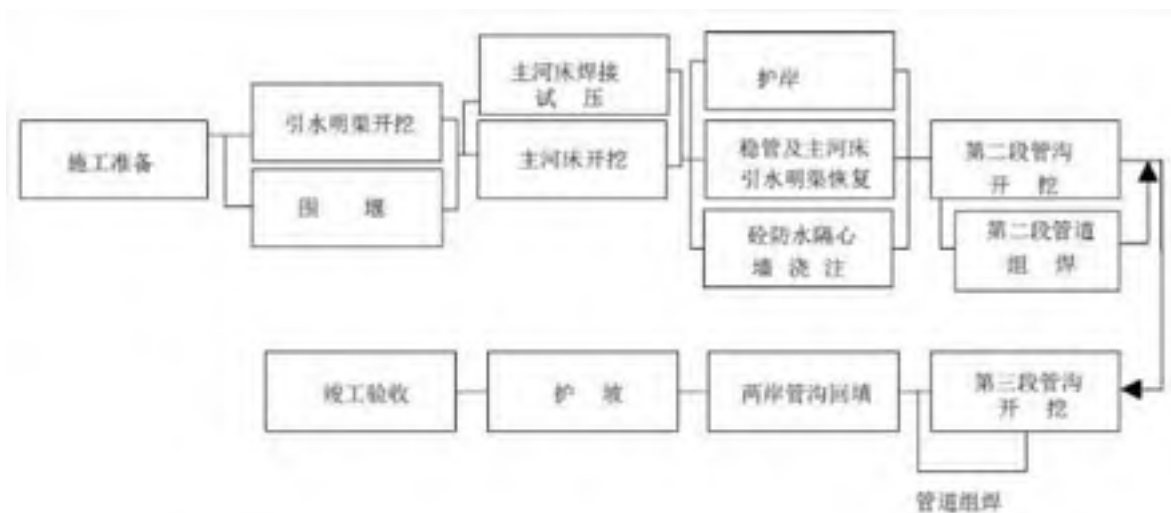 施工准备
引水明渠开挖
围 堰
主河床焊接
试 压
主河床开挖
护岸
稳管及主河床
引水明渠恢复
砼防水隔心
墙 浇 注
第二段管沟
开 挖
第二段管道
组 焊
竣工验收
护 坡
两岸管沟回填
第三段管沟
开 挖
管道组焊